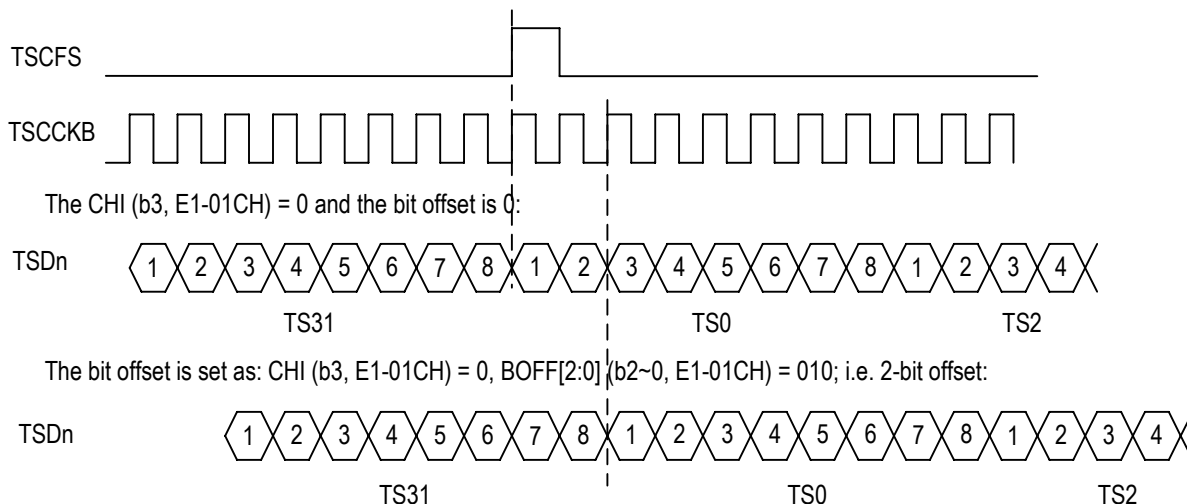 TSCFS
TSCCKB
The CHI (b3, E1-01CH) = 0 and the bit offset is 0:
TSDn 1 2 3 4 5 6 7 8 1 2 3 4 5 6 7 8 1 2 3 4
TS31 TS0 TS2
The bit offset is set as: CHI (b3, E1-01CH) = 0, BOFF[2:0] (b2~0, E1-01CH) = 010; i.e. 2-bit offset:
TSDn 1 2 3 4 5 6 7 8 1 2 3 4 5 6 7 8 1 2 3 4
TS31 TS0 TS2